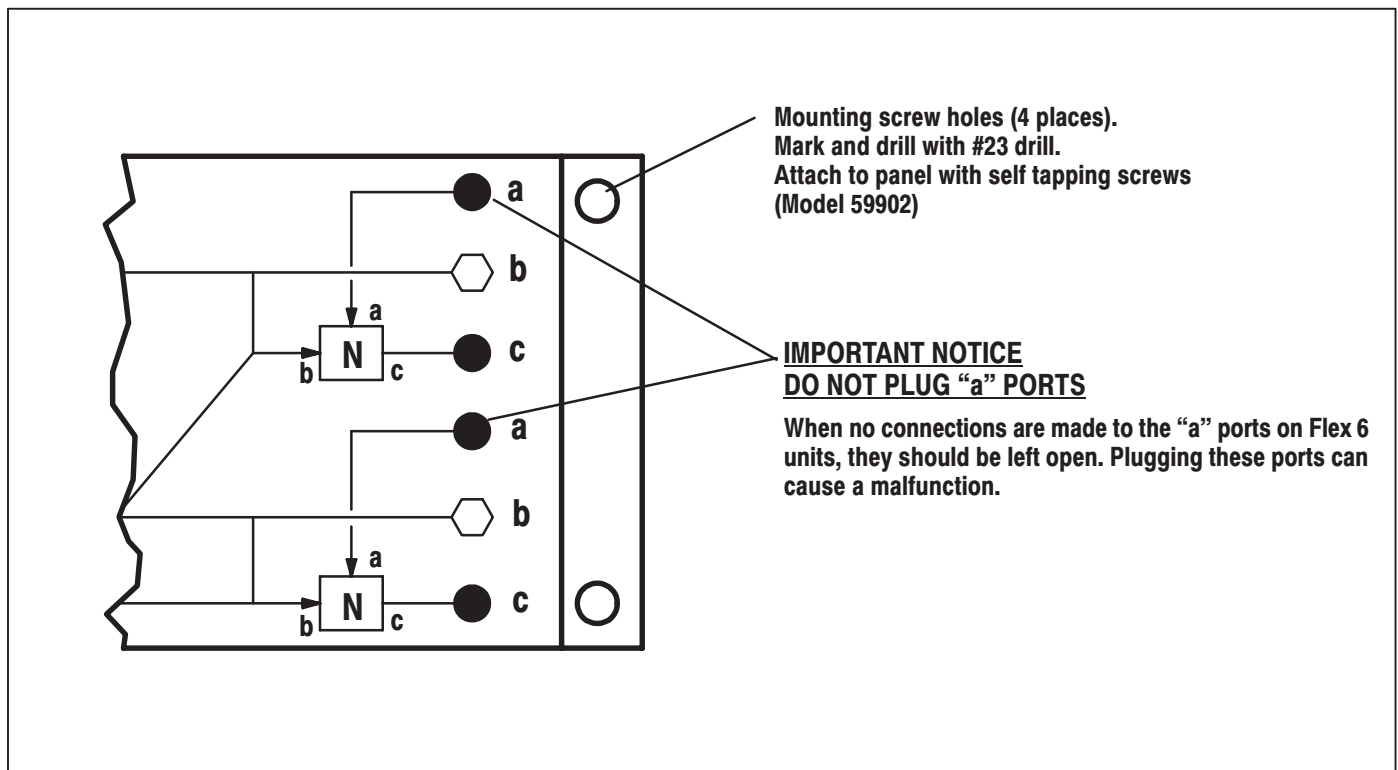 Mounting screw holes (4 places).
Mark and drill with #23 drill.
Attach to panel with self tapping screws
(Model 59902)
a
b
a
N
b
c
c
IMPORTANT NOTICE
DO NOT PLUG “a” PORTS
When no connections are made to the “a” ports on Flex 6
units, they should be left open. Plugging these ports can
cause a malfunction.
a
b
a
N
b
c
c